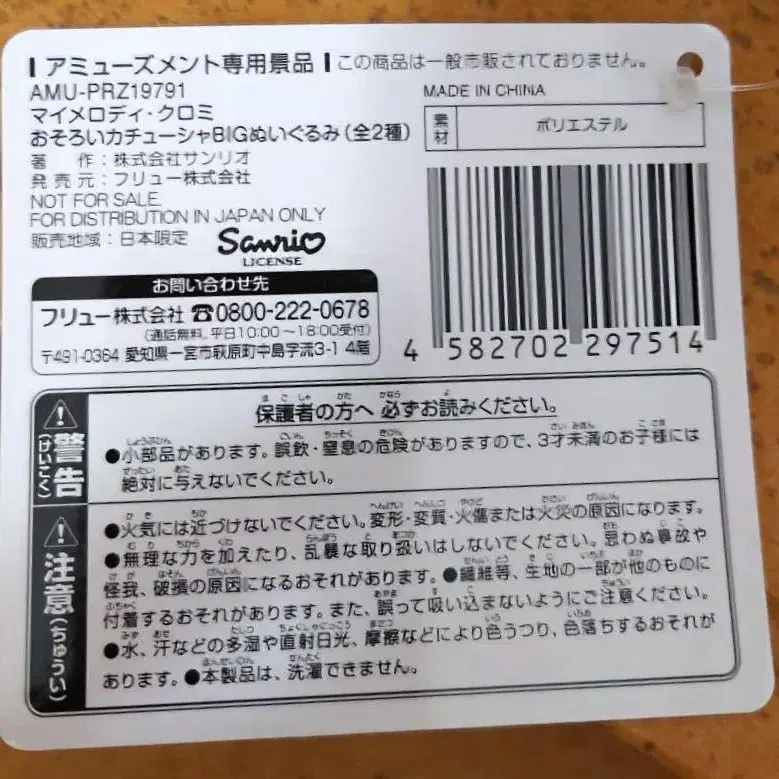 アミューズメント専用景品 | この商品は一般市販されておりません。
AMU-PRZ19791
マイメロディ・クロミ
おそろいカチューシャBIGぬいぐるみ(全2種)
著 作:株式会社サンリオ
発売元:フリュー株式会社
NOT FOR SALE
FOR DISTRIBUTION IN JAPAN ONLY
販売地域:日本限定
Sanrio
LICENSE
MADE IN CHINA
素材 ポリエステル
4 582702 297514
お問い合わせ先
フリュー株式会社 ☎0800-222-0678
(通話無料、平日10:00〜18:00受付)
〒491-0364 愛知県一宮市萩原町中島字流3-1 4階
警告(けいこく)
保護者の方へ 必ずお読みください。
●小部品があります。誤飲・窒息の危険がありますので、3才未満のお子様には
絶対に与えないでください。
注意(ちゅうい)
●火気には近づけないでください。変形・変質・火傷または火災の原因になります。
●無理な力を加えたり、乱暴な取り扱いはしないでください。思わぬ事故や
怪我、破損の原因になるおそれがあります。●繊維等、生地の一部が他のものに
付着するおそれがあります。また、誤って吸い込まないようにご注意ください。
●水、汗などの多湿や直射日光、摩擦などにより色うつり、色落ちするおそれが
あります。●本製品は、洗濯できません。